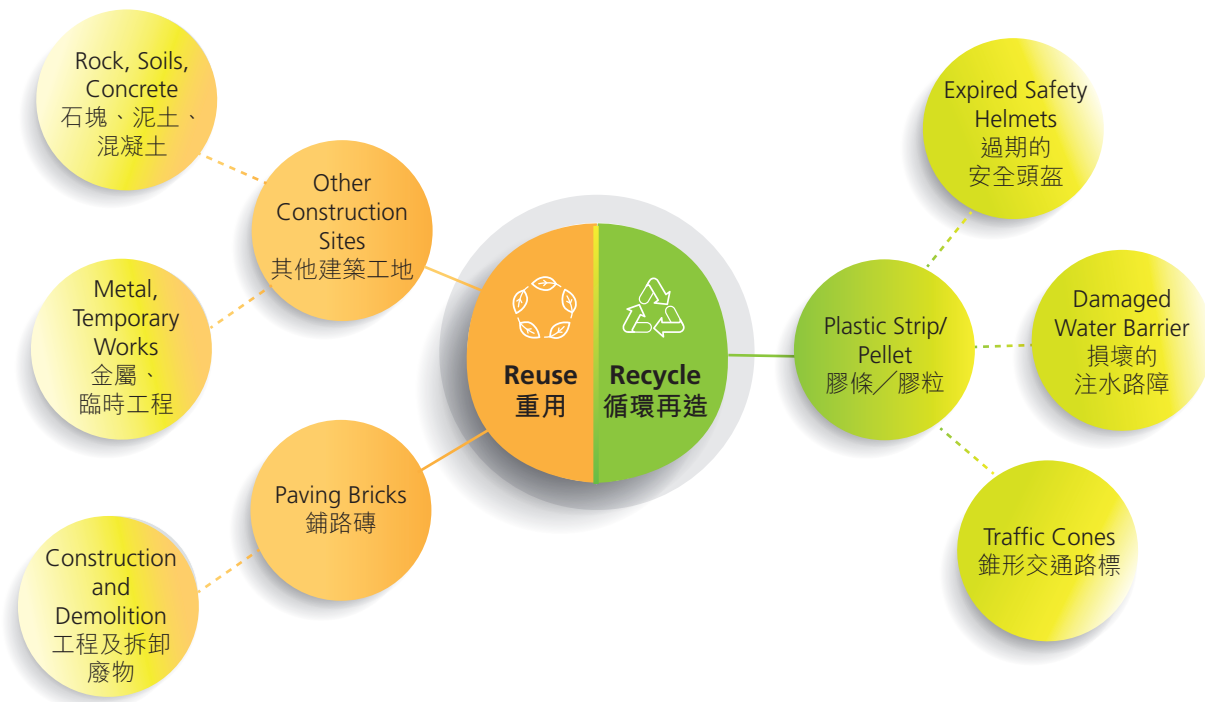 Rock, Soils,
Concrete
石塊、泥土、
混凝土
Other
Construction
Sites
其他建築工地
Metal,
Temporary
Works
金屬、
臨時工程
Paving Bricks
鋪路磚
Construction
and
Demolition
工程及拆卸
廢物
Reuse
重用
Recycle
循環再造
Plastic Strip/
Pellet
膠條／膠粒
Expired Safety
Helmets
過期的
安全頭盔
Damaged
Water Barrier
損壞的
注水路障
Traffic Cones
錐形交通路標